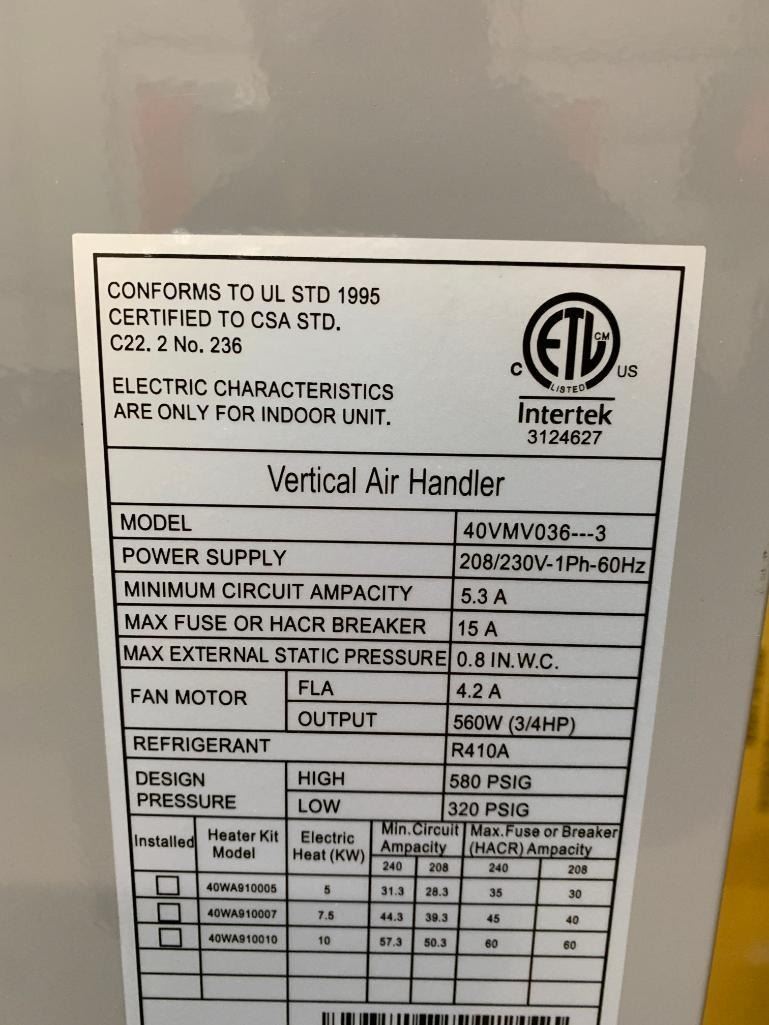 CONFORMS TO UL STD 1995
CERTIFIED TO CSA STD.
C22. 2 No. 236
ELECTRIC CHARACTERISTICS
ARE ONLY FOR INDOOR UNIT.
ETL CM
C US
LISTED
Intertek
3124627
Vertical Air Handler
MODEL 40VMV036---3
POWER SUPPLY 208/230V-1Ph-60Hz
MINIMUM CIRCUIT AMPACITY 5.3 A
MAX FUSE OR HACR BREAKER 15 A
MAX EXTERNAL STATIC PRESSURE 0.8 IN.W.C.
FAN MOTOR FLA 4.2 A
OUTPUT 560W (3/4HP)
REFRIGERANT R410A
DESIGN PRESSURE HIGH 580 PSIG
LOW 320 PSIG
Installed Heater Kit Model Electric Heat (KW) Min.Circuit Ampacity Max.Fuse or Breaker (HACR) Ampacity
240 208 240 208
40WA910005 5 31.3 28.3 35 30
40WA910007 7.5 44.3 39.3 45 40
40WA910010 10 57.3 50.3 60 60